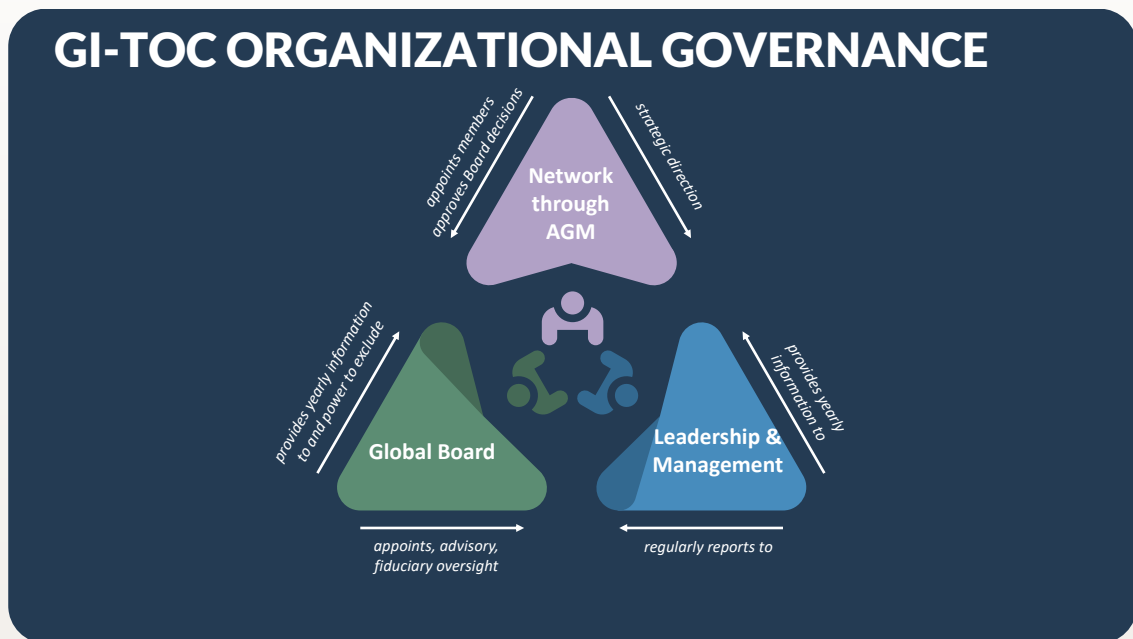 GI-TOC ORGANIZATIONAL GOVERNANCE
appoints members
approves Board decisions
strategic direction
Network
through
AGM
provides yearly information
to and power to exclude
provides yearly
information to
Global Board
Leadership &
Management
appoints, advisory,
fiduciary oversight
regularly reports to